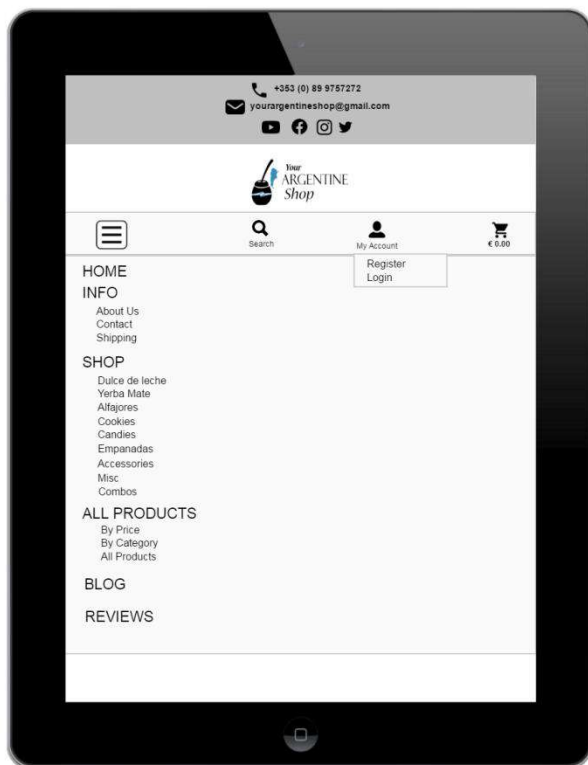 +353 (0) 89 9757272
yourargentineshop@gmail.com
Your
ARGENTINE
Shop
Search
My Account
€ 0.00
Register
Login
HOME
INFO
About Us
Contact
Shipping
SHOP
Dulce de leche
Yerba Mate
Alfajores
Cookies
Candies
Empanadas
Accessories
Misc
Combos
ALL PRODUCTS
By Price
By Category
All Products
BLOG
REVIEWS